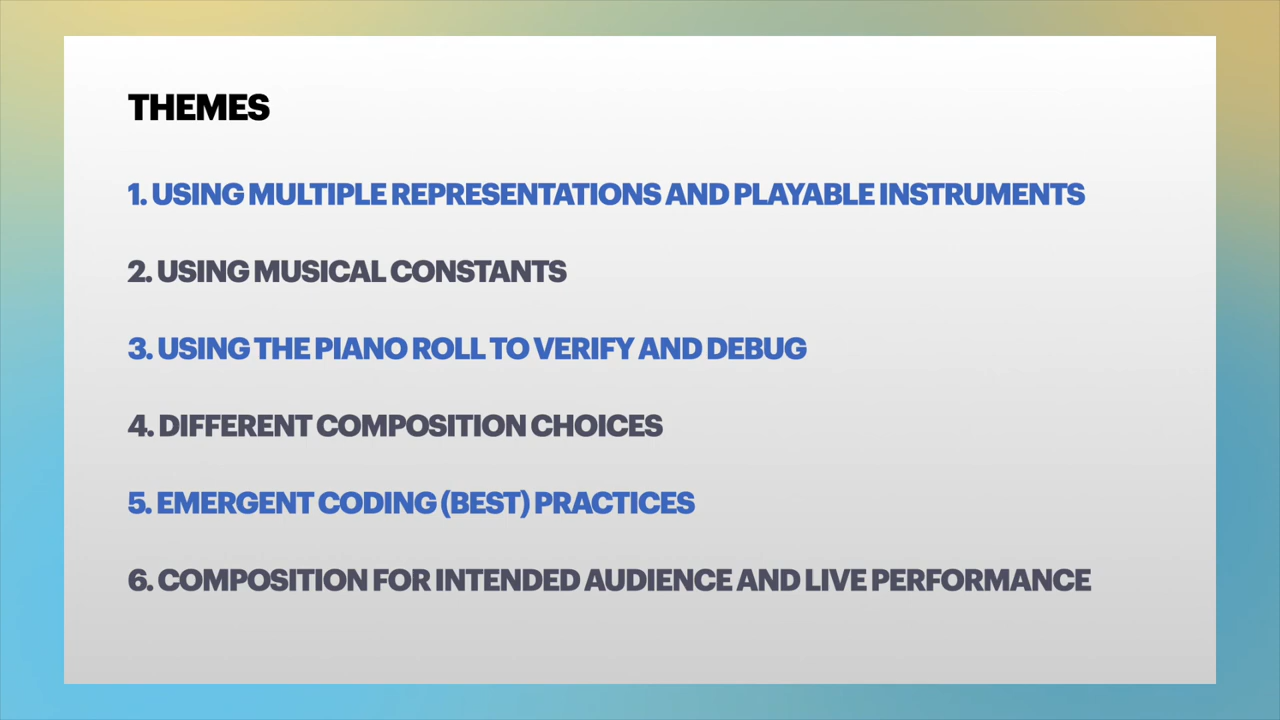 THEMES
1. USING MULTIPLE REPRESENTATIONS AND PLAYABLE INSTRUMENTS
2. USING MUSICAL CONSTANTS
3. USING THE PIANO ROLL TO VERIFY AND DEBUG
4. DIFFERENT COMPOSITION CHOICES
5. EMERGENT CODING (BEST) PRACTICES
6. COMPOSITION FOR INTENDED AUDIENCE AND LIVE PERFORMANCE